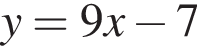 y = 9x − 7